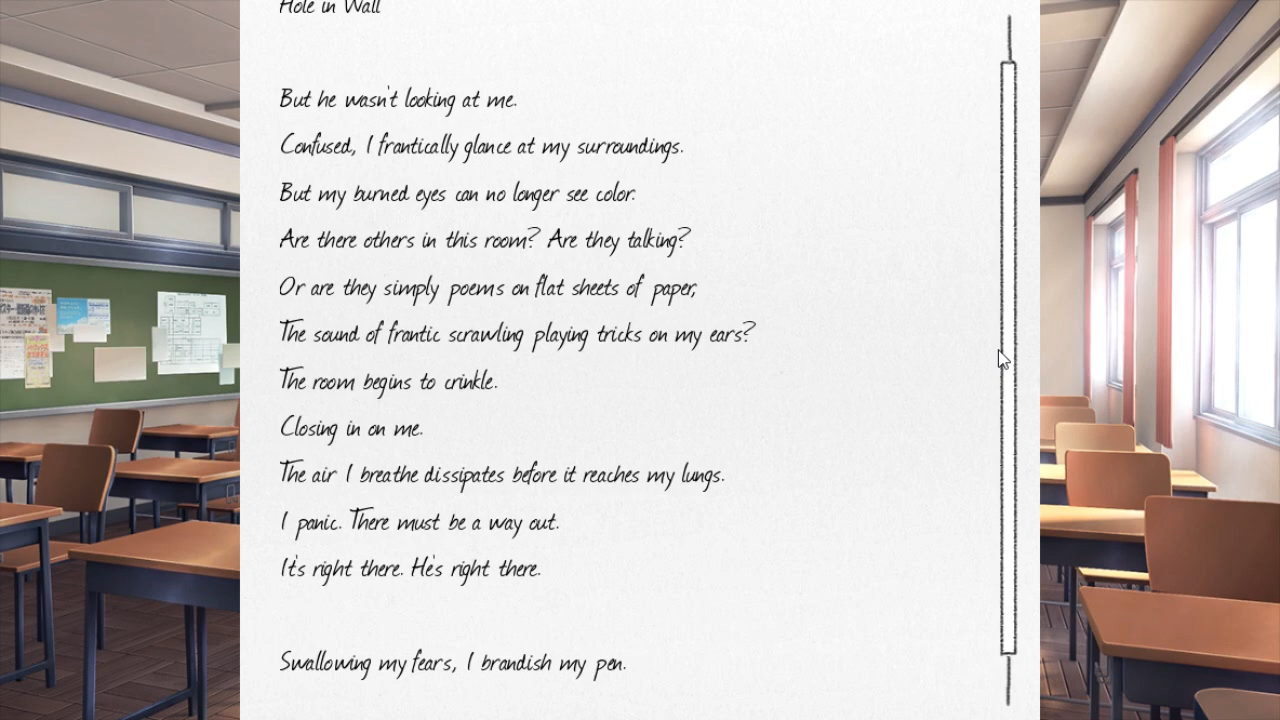 Hole in Wall
But he wasn't looking at me.
Confused, I frantically glance at my surroundings.
But my burned eyes can no longer see color.
Are there others in this room? Are they talking?
Or are they simply poems on flat sheets of paper,
The sound of frantic scrawling playing tricks on my ears?
The room begins to crinkle.
Closing in on me.
The air I breathe dissipates before it reaches my lungs.
I panic. There must be a way out.
It's right there. He's right there.
Swallowing my fears, I brandish my pen.